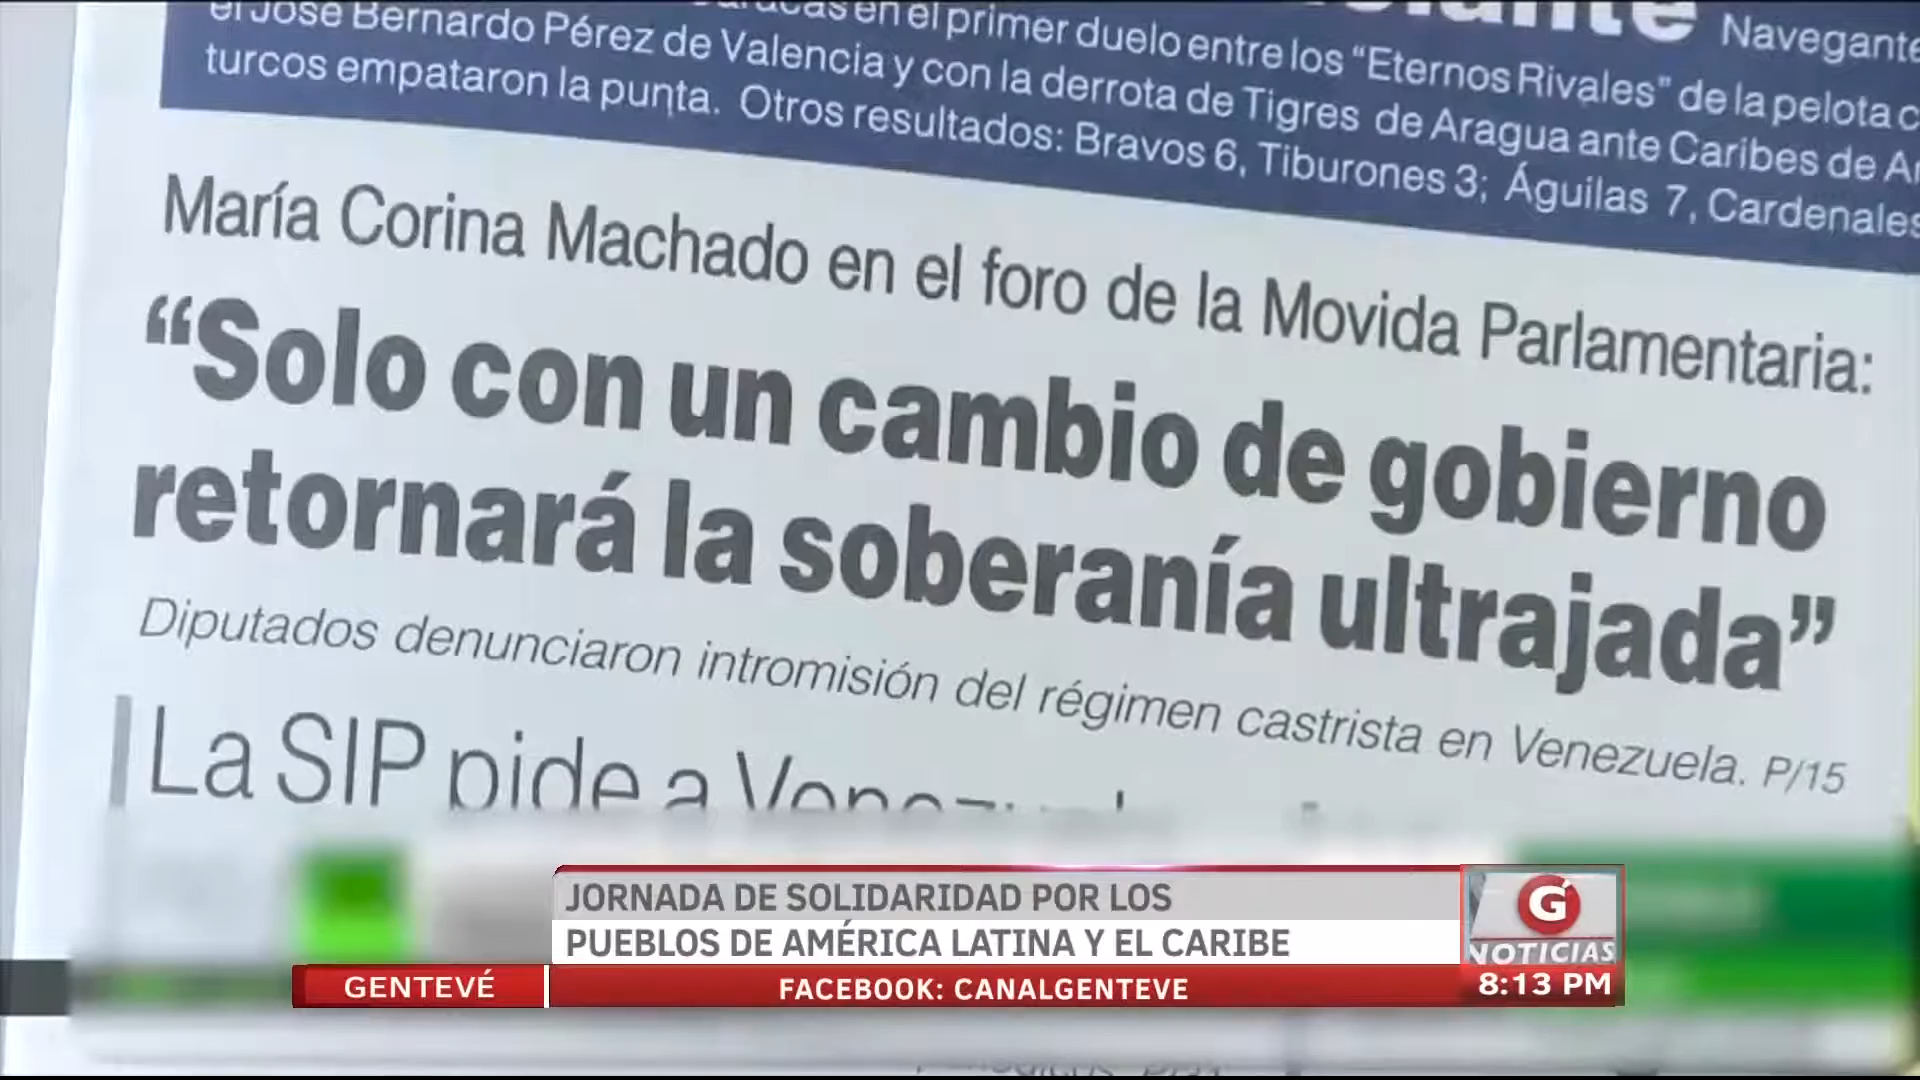 en el primer duelo entre los “Eternos Rivales” de la pelota
Navegante
el José Bernardo Pérez de Valencia y con la derrota de Tigres de Aragua ante Caribes de
turcos empataron la punta. Otros resultados: Bravos 6, Tiburones 3; Águilas 7, Cardenales
María Corina Machado en el foro de la Movida Parlamentaria:
“Solo con un cambio de gobierno
retornará la soberanía ultrajada”
Diputados denunciaron intromisión del régimen castrista en Venezuela. P/15
La SIP pide a
JORNADA DE SOLIDARIDAD POR LOS
PUEBLOS DE AMÉRICA LATINA Y EL CARIBE
G
NOTICIAS
GENTEVÉ
FACEBOOK: CANALGENTEVE
8:13 PM